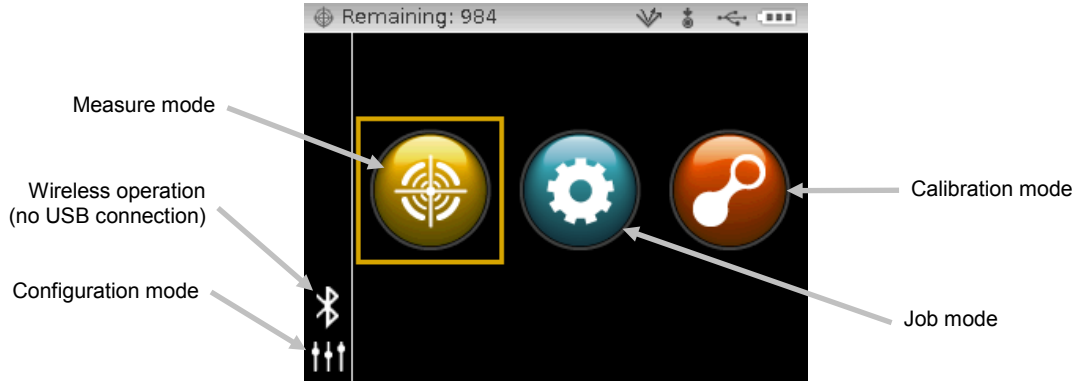 Remaining: 984
Measure mode
Wireless operation
(no USB connection)
Configuration mode
Calibration mode
Job mode